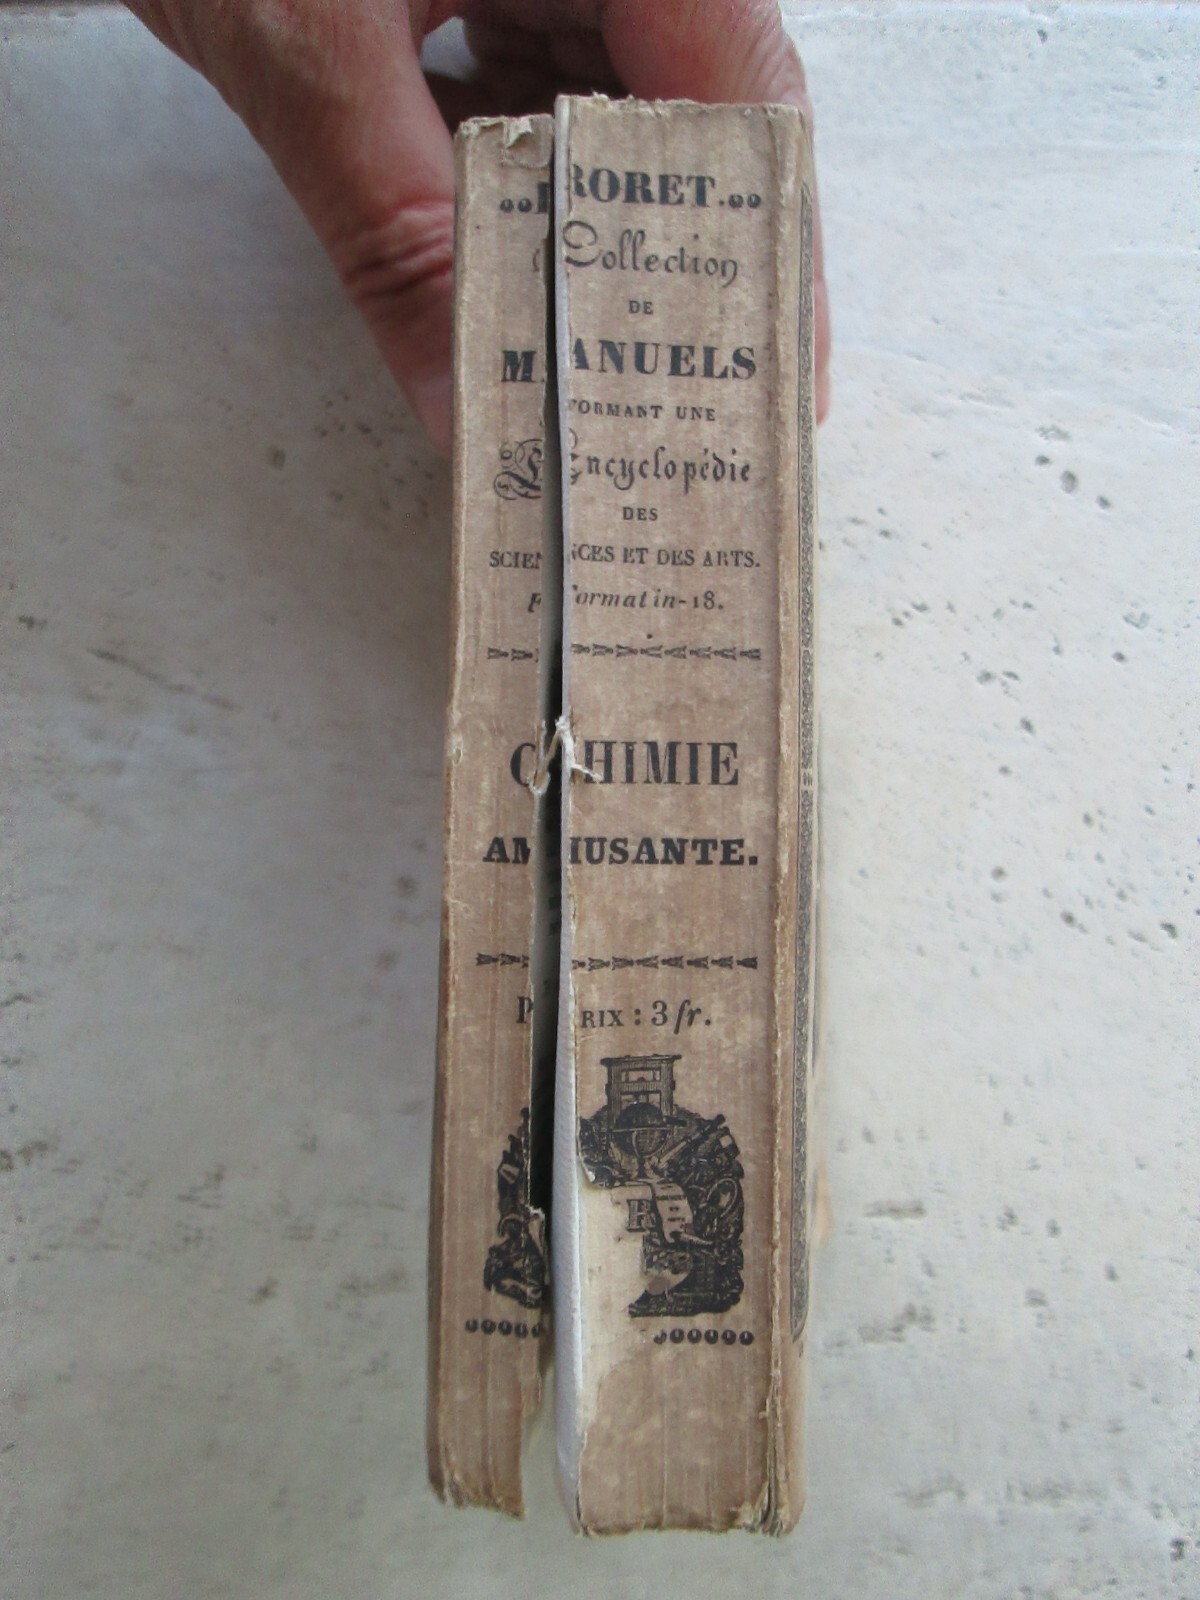 RORET
Collection
DE
MANUELS
FORMANT UNE
Encyclopédie
DES
SCIENCES ET DES ARTS.
Format in-18.
CHIMIE
AMUSANTE.
PRIX : 3 fr.
R